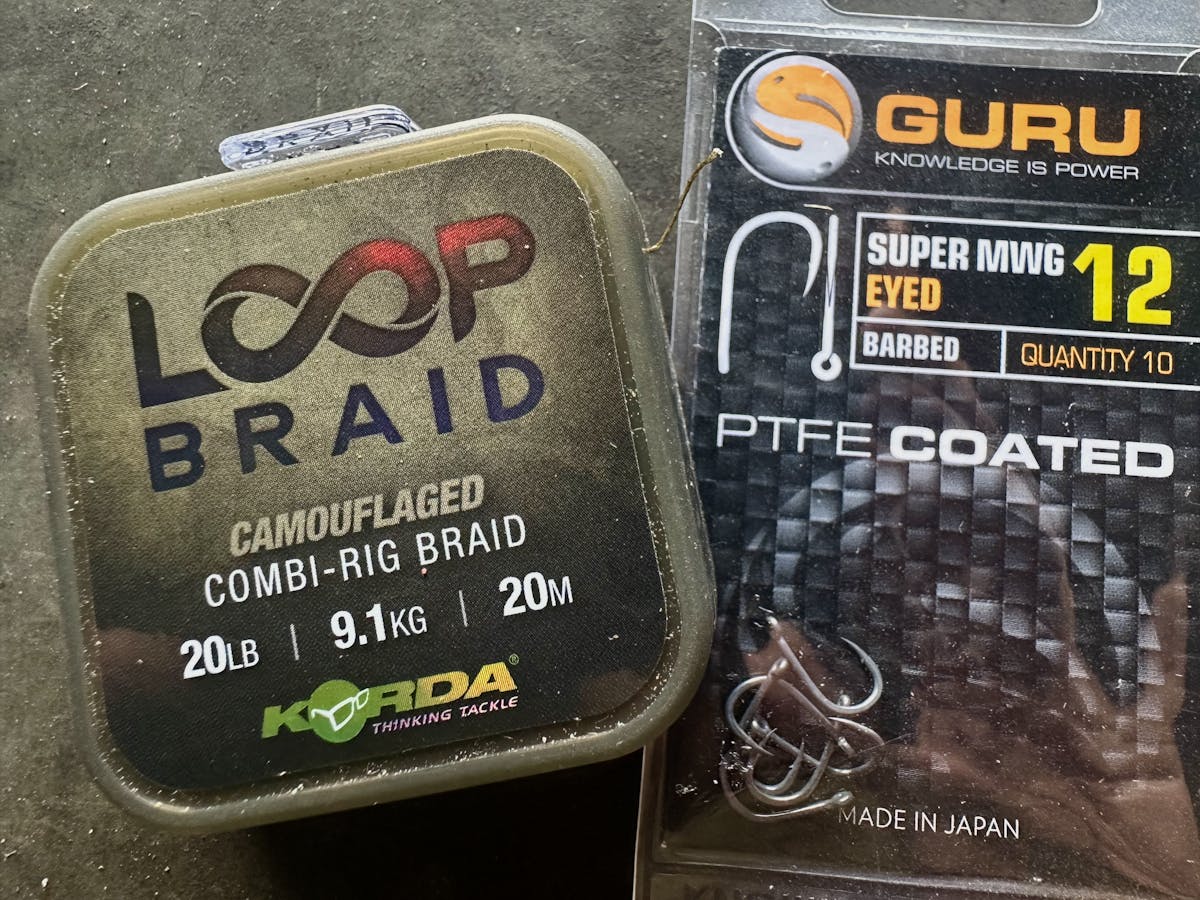 LOOP
BRAID
CAMOUFLAGED
COMBI-RIG BRAID
20LB | 9.1KG | 20M
KORDA®
THINKING TACKLE
GURU
KNOWLEDGE IS POWER
SUPER MWG
EYED
12
BARBED
QUANTITY 10
PTFE COATED
MADE IN JAPAN